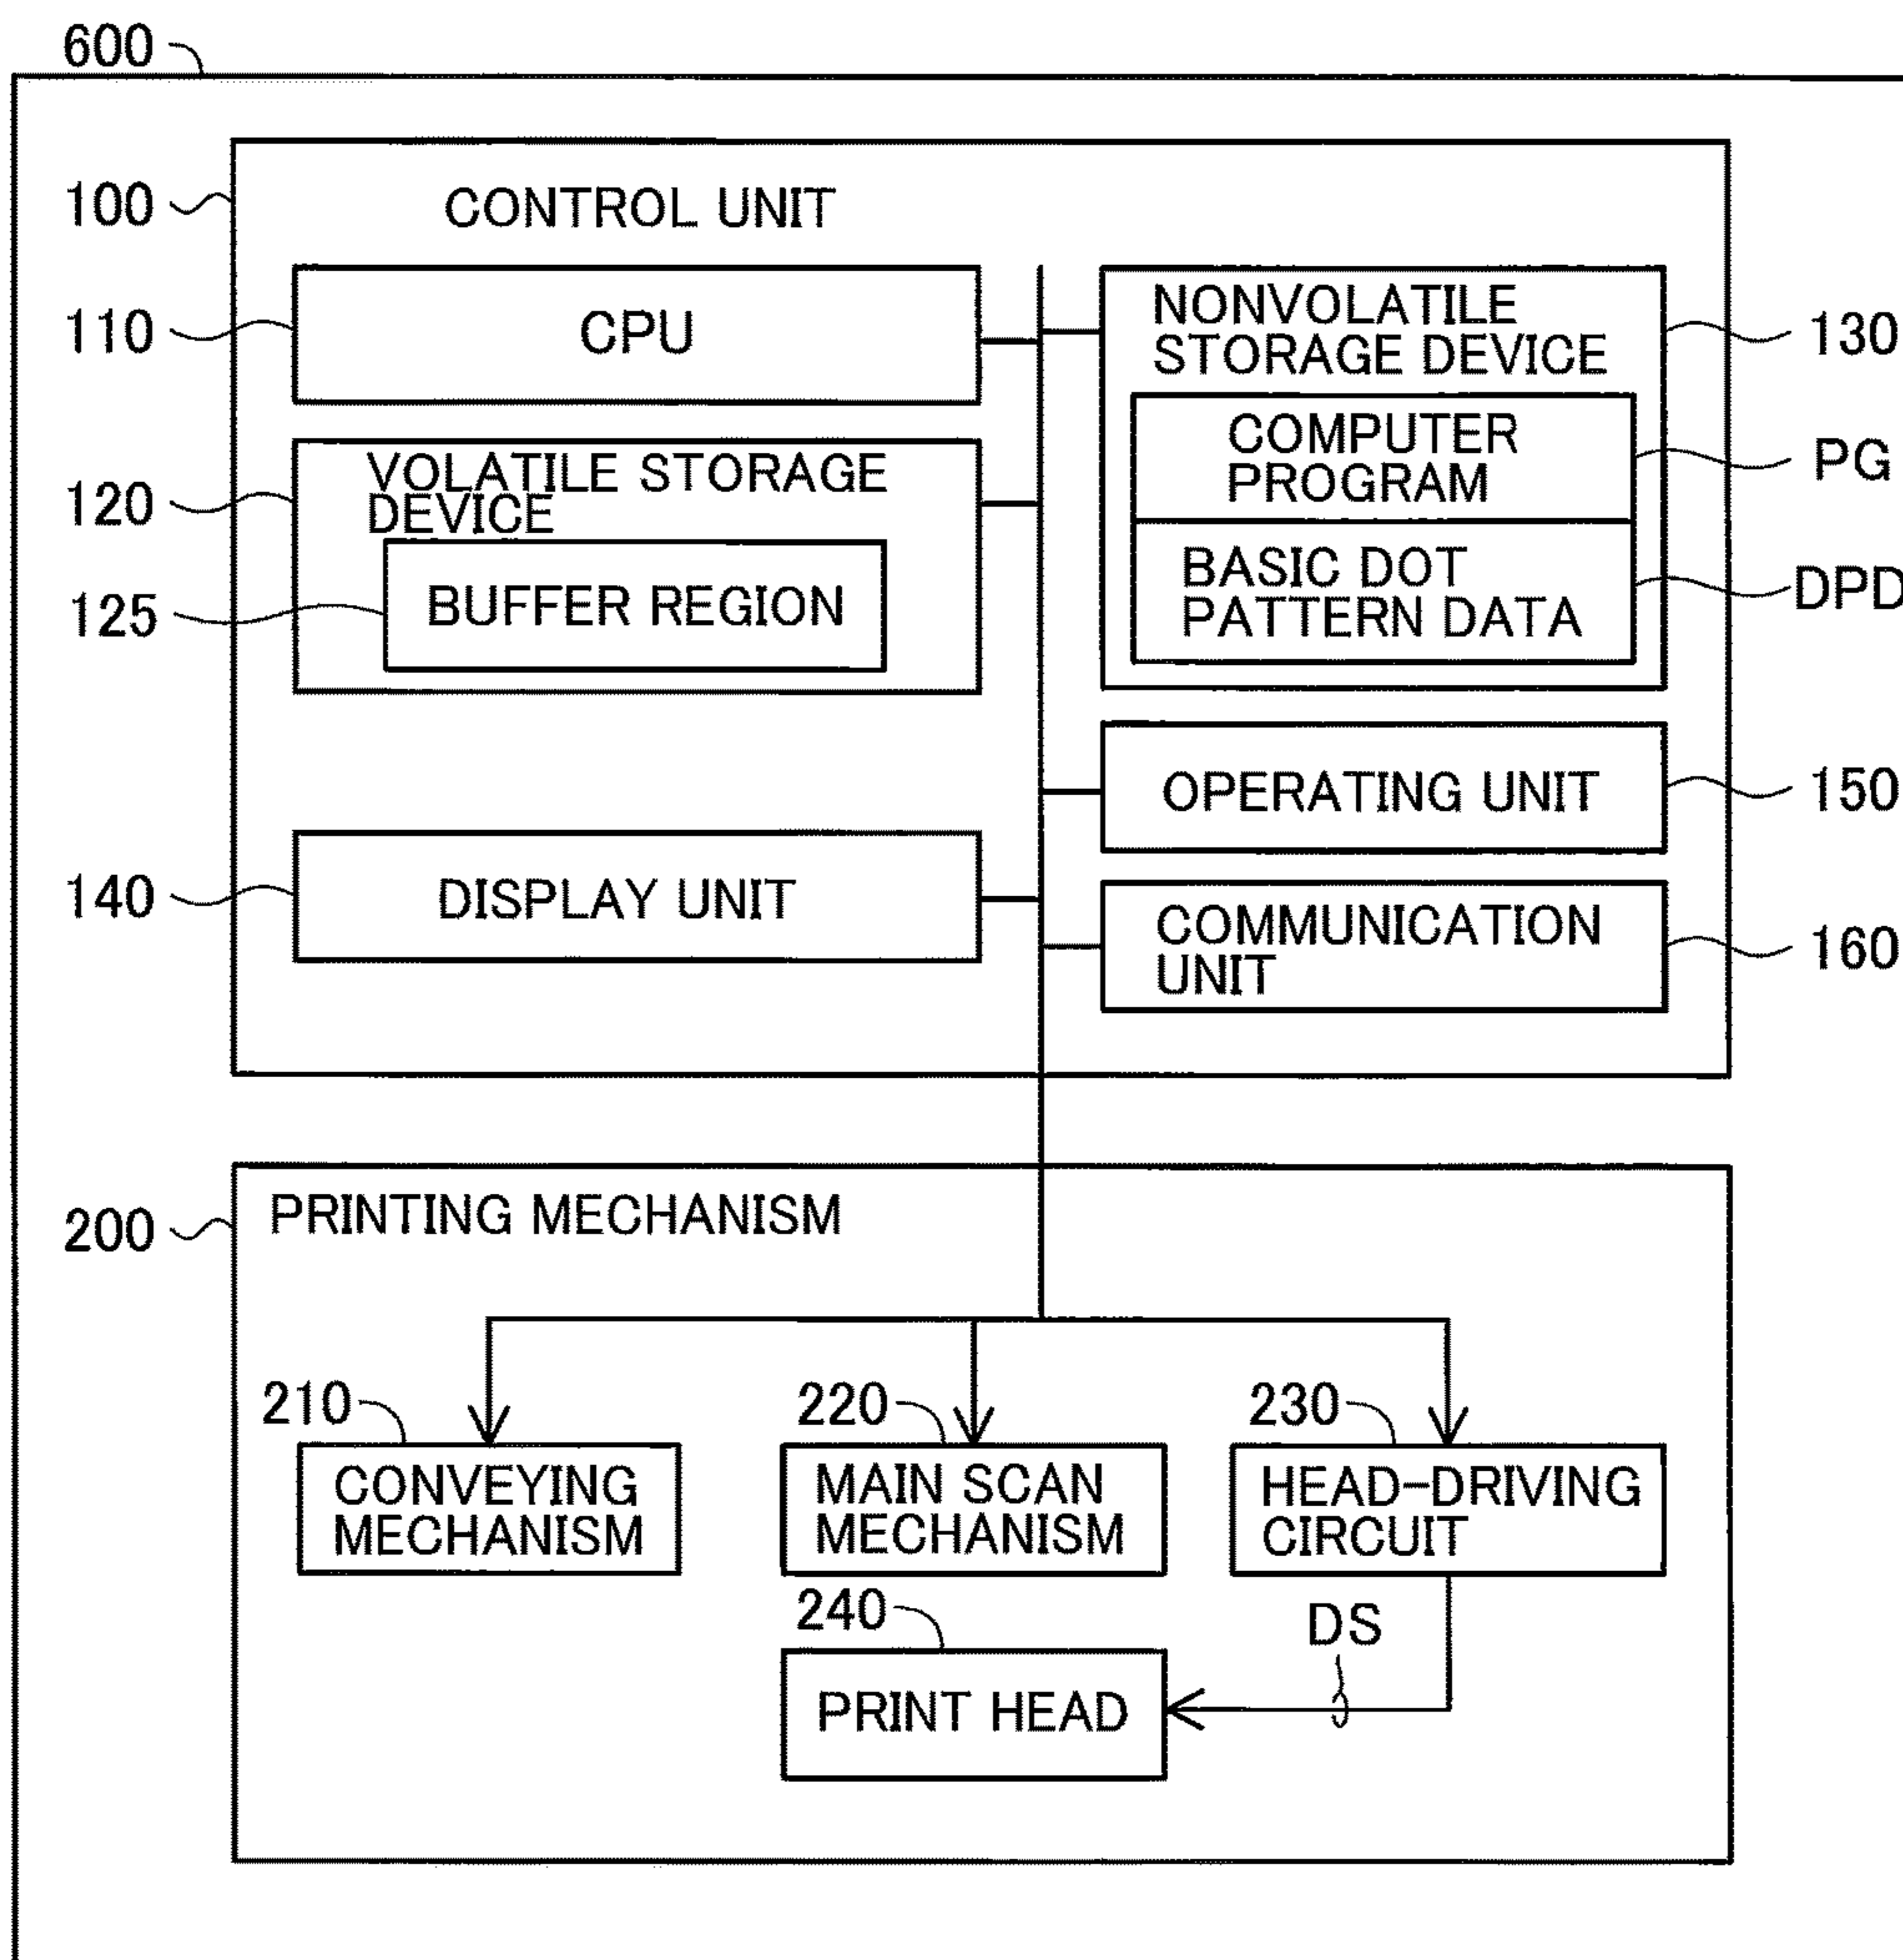 600
100
CONTROL UNIT
110
CPU
NONVOLATILE
STORAGE DEVICE
130
COMPUTER
PROGRAM
PG
120
VOLATILE STORAGE
DEVICE
125
BUFFER REGION
BASIC DOT
PATTERN DATA
DPD
OPERATING UNIT
150
140
DISPLAY UNIT
COMMUNICATION
UNIT
160
200
PRINTING MECHANISM
210
220
230
CONVEYING
MECHANISM
MAIN SCAN
MECHANISM
HEAD-DRIVING
CIRCUIT
240
DS
PRINT HEAD